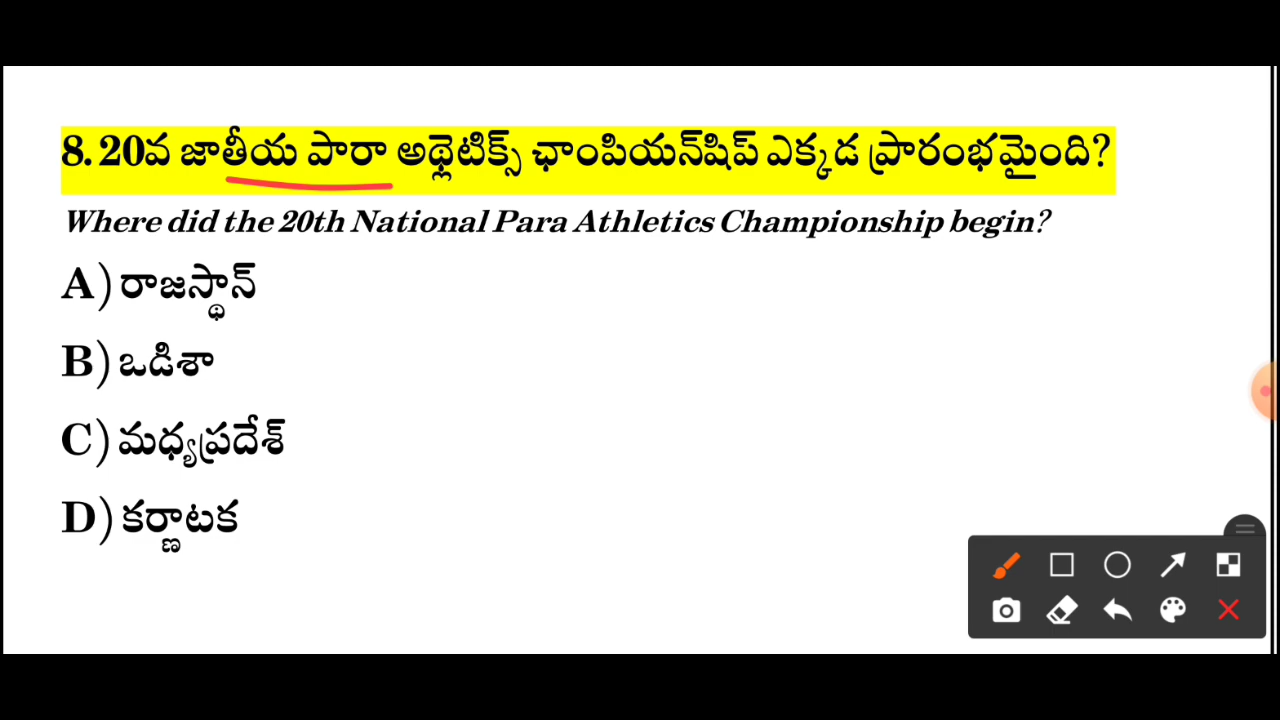 8. 20వ జాతీయ పారా అథ్లెటిక్స్ ఛాంపియన్‌షిప్ ఎక్కడ ప్రారంభమైంది?
Where did the 20th National Para Athletics Championship begin?
A) రాజస్థాన్
B) ఒడిశా
C) మధ్యప్రదేశ్
D) కర్ణాటక